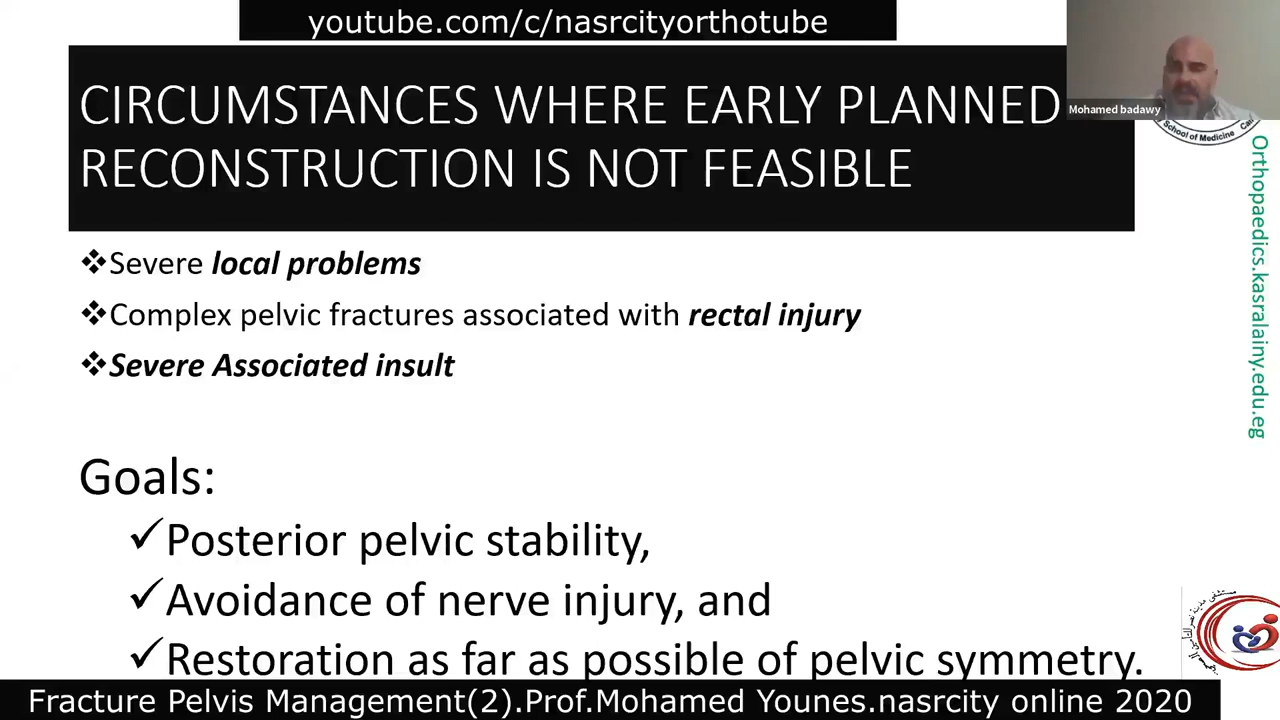 youtube.com/c/nasrcityorthotube
CIRCUMSTANCES WHERE EARLY PLANNED
RECONSTRUCTION IS NOT FEASIBLE
Mohamed badawy
School of Medicine
Orthopaedics.kasralainy.edu.eg
❖Severe local problems
❖Complex pelvic fractures associated with rectal injury
❖Severe Associated insult
Goals:
✓Posterior pelvic stability,
✓Avoidance of nerve injury, and
✓Restoration as far as possible of pelvic symmetry.
Fracture Pelvis Management(2).Prof.Mohamed Younes.nasrcity online 2020